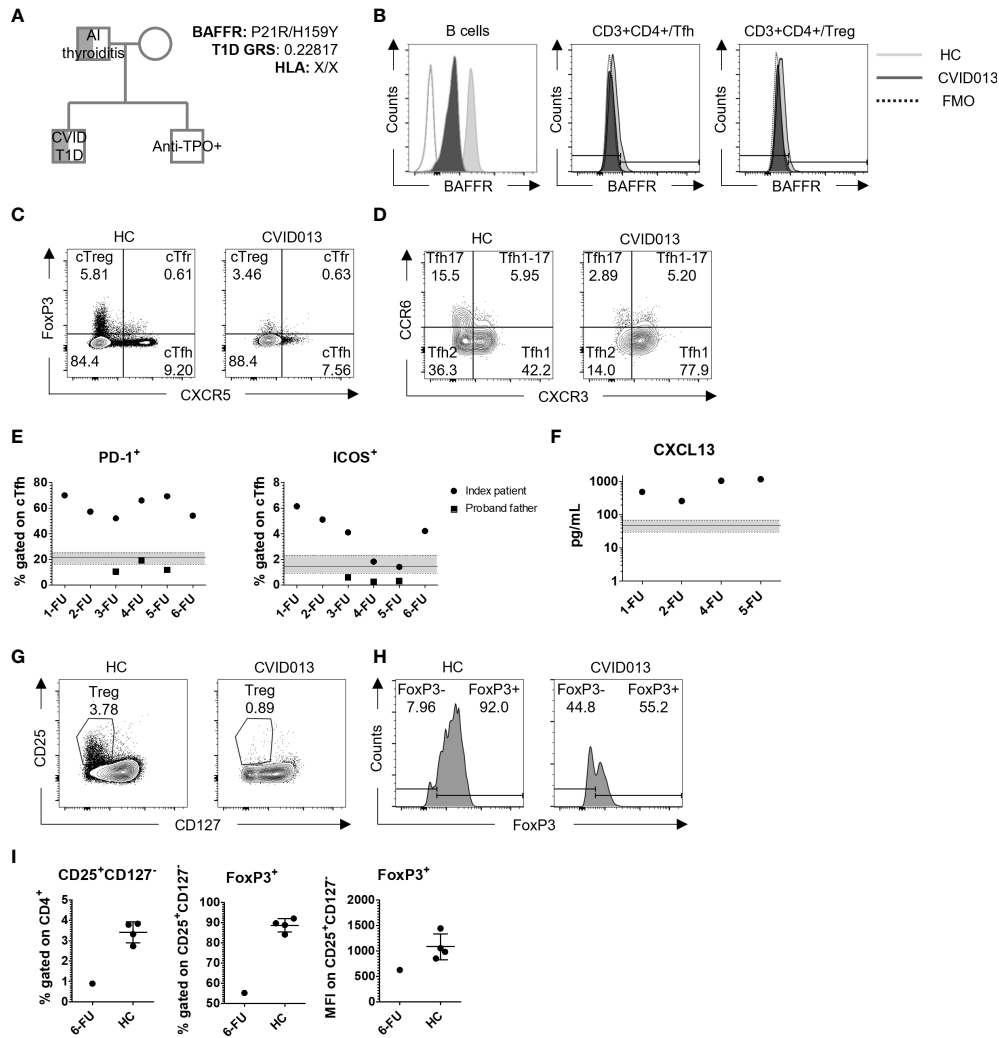 A
AI
thyroiditis
BAFFR: P21R/H159Y
T1D GRS: 0.22817
HLA: X/X
CVID
T1D
Anti-TPO+
B
B cells
CD3+CD4+/Tfh
CD3+CD4+/Treg
Counts
Counts
Counts
BAFFR
BAFFR
BAFFR
HC
CVID013
FMO
C
HC
CVID013
cTreg
5.81
cTfr
0.61
84.4
cTfh
9.20
cTreg
3.46
cTfr
0.63
88.4
cTfh
7.56
FoxP3
CXCR5
D
HC
CVID013
Tfh17
15.5
Tfh1-17
5.95
Tfh2
36.3
Tfh1
42.2
Tfh17
2.89
Tfh1-17
5.20
Tfh2
14.0
Tfh1
77.9
CCR6
CXCR3
E
PD-1+
% gated on cTfh
80
60
40
20
0
1-FU
2-FU
3-FU
4-FU
5-FU
6-FU
ICOS+
% gated on cTfh
8
6
4
2
0
1-FU
2-FU
3-FU
4-FU
5-FU
6-FU
Index patient
Proband father
F
CXCL13
pg/mL
1000
100
10
1
1-FU
2-FU
4-FU
5-FU
G
HC
CVID013
Treg
3.78
Treg
0.89
CD25
CD127
H
HC
CVID013
FoxP3-
7.96
FoxP3+
92.0
FoxP3-
44.8
FoxP3+
55.2
Counts
FoxP3
I
CD25+CD127-
% gated on CD4+
5
4
3
2
1
0
6-FU
HC
FoxP3+
% gated on CD25+CD127-
100
90
80
70
60
50
6-FU
HC
FoxP3+
MFI on CD25+CD127-
2000
1500
1000
500
0
6-FU
HC